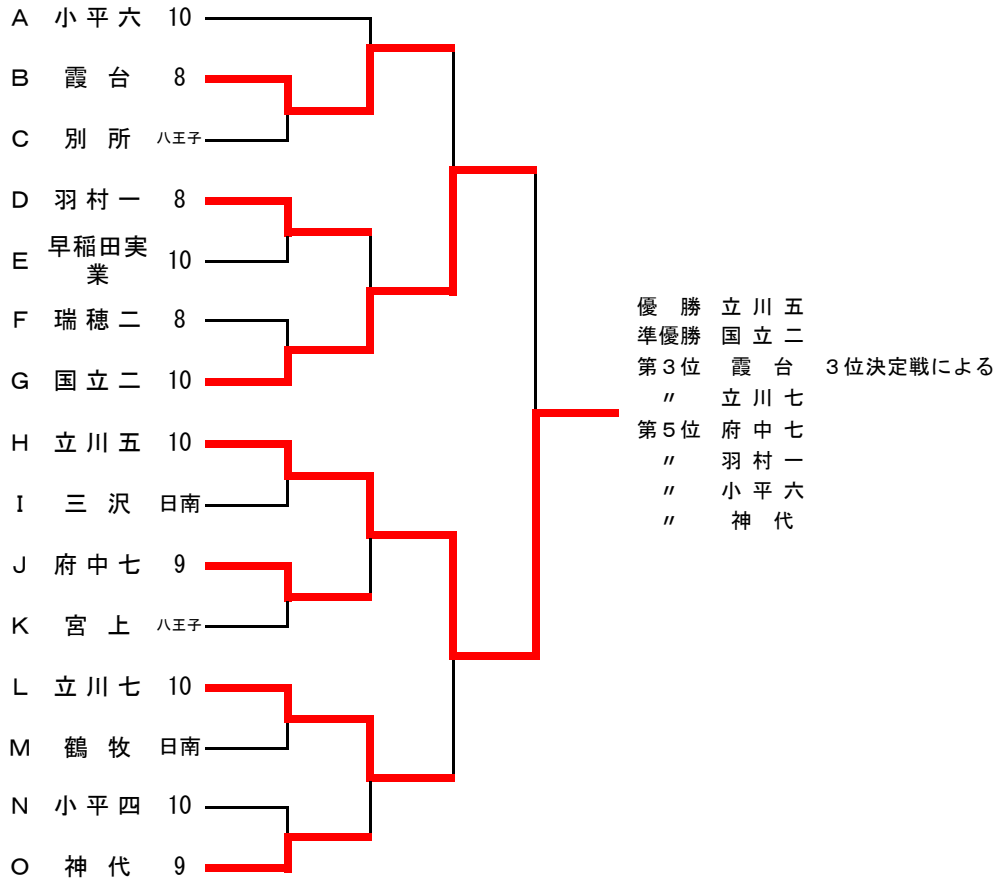 A 小平六 10
B 霞台 8
C 別所 八王子
D 羽村一 8
E 早稲田実業 10
F 瑞穂二 8
G 国立二 10
H 立川五 10
I 三沢 日南
J 府中七 9
K 宮上 八王子
L 立川七 10
M 鶴牧 日南
N 小平四 10
O 神代 9
優勝 立川五
準優勝 国立二
第3位 霞台 3位決定戦による
〃 立川七
第5位 府中七
〃 羽村一
〃 小平六
〃 神代